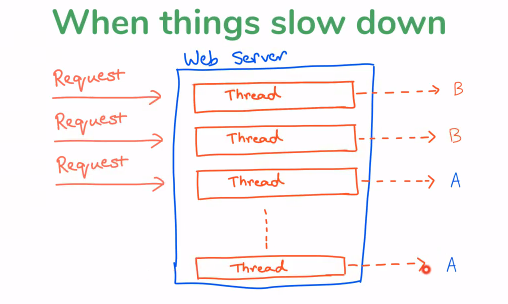 When things slow down
Web Server
Request
Thread
B
Request
Thread
B
Request
Thread
A
Thread
A